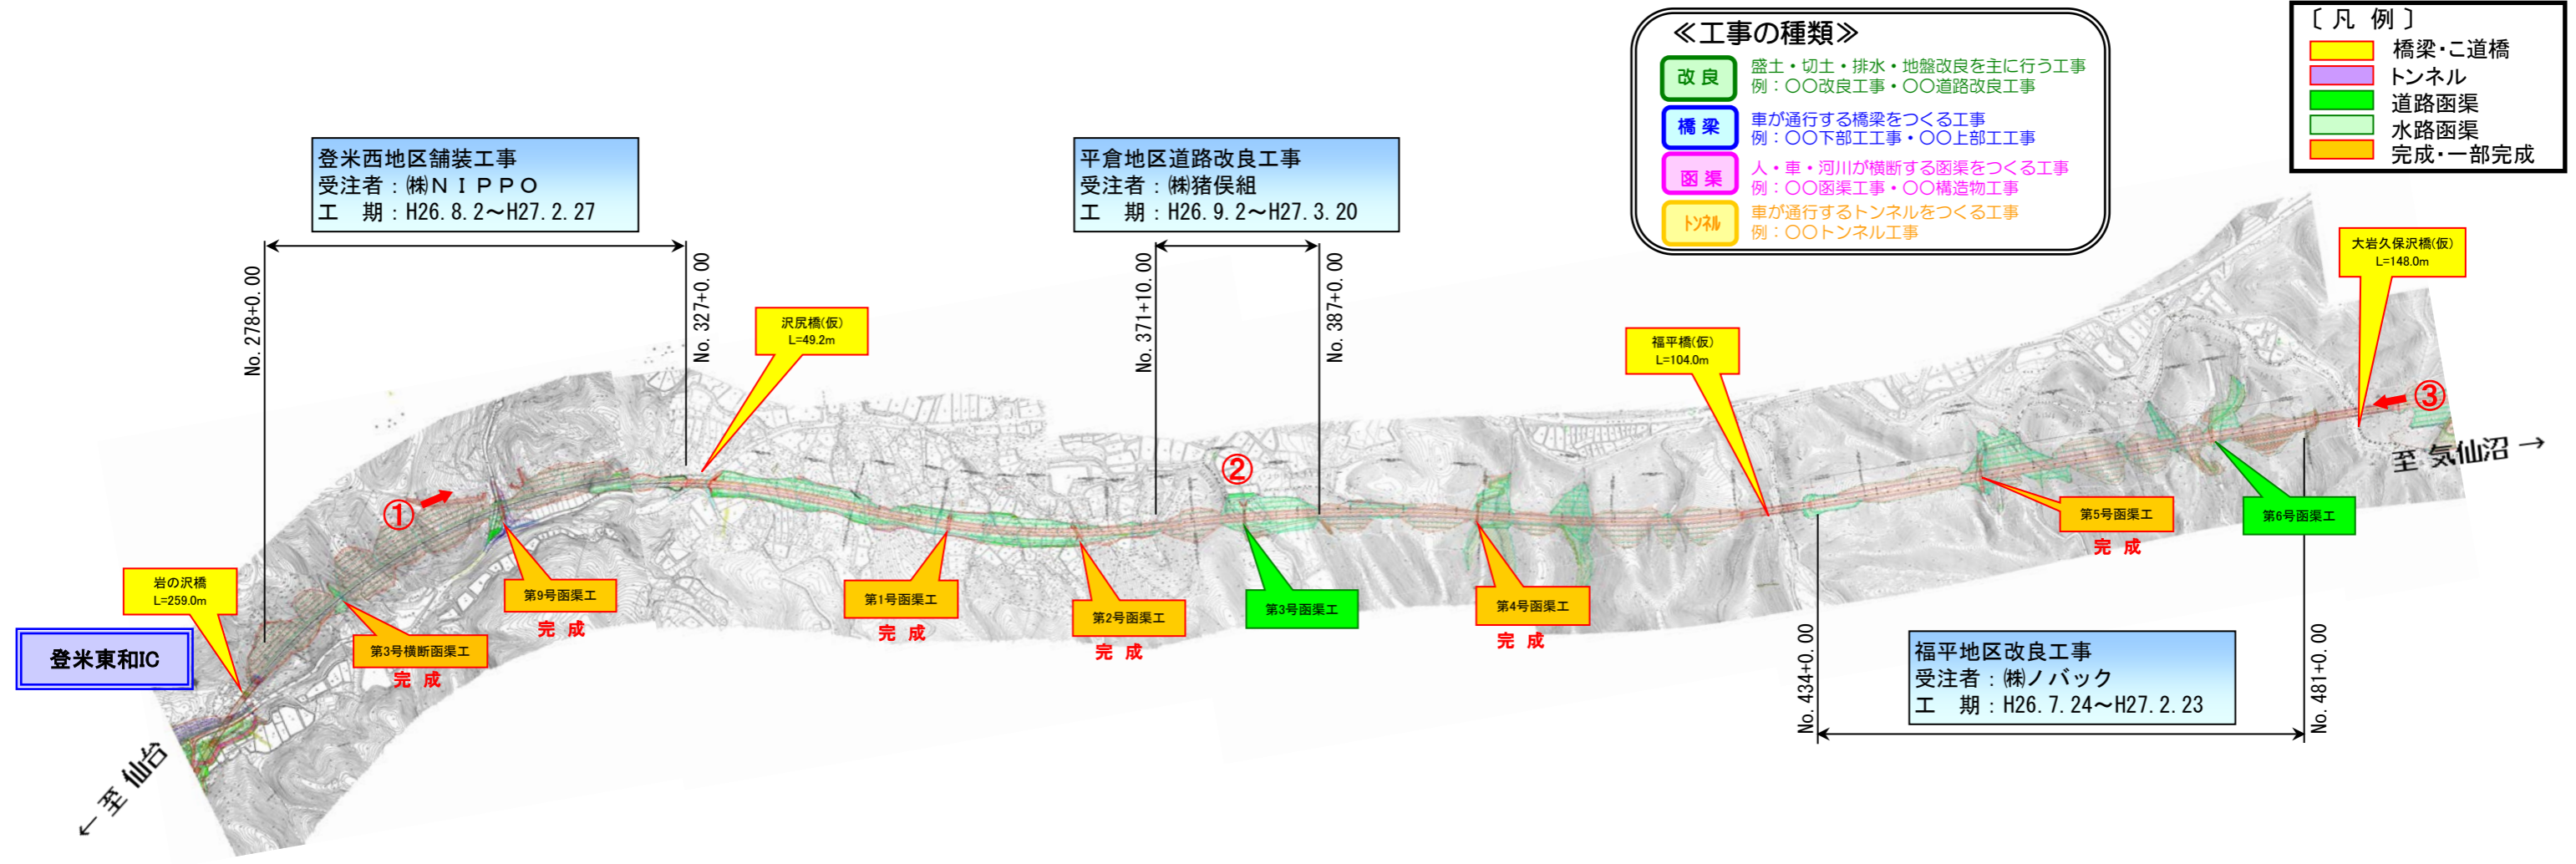 ≪工事の種類≫
改 良
盛土・切土・排水・地盤改良を主に行う工事
例：〇〇改良工事・〇〇道路改良工事
橋 梁
車が通行する橋梁をつくる工事
例：〇〇下部工工事・〇〇上部工工事
函 渠
人・車・河川が横断する函渠をつくる工事
例：〇〇函渠工事・〇〇構造物工事
ﾄﾝﾈﾙ
車が通行するトンネルをつくる工事
例：〇〇トンネル工事
〔 凡 例 〕
橋梁・こ道橋
トンネル
道路函渠
水路函渠
完成・一部完成
登米西地区舗装工事
受注者：㈱ＮＩＰＰＯ
工　期：H26.8.2～H27.2.27
No.278+0.00
No.327+0.00
平倉地区道路改良工事
受注者：㈱猪俣組
工　期：H26.9.2～H27.3.20
No.371+10.00
No.387+0.00
沢尻橋(仮)
L=49.2m
福平橋(仮)
L=104.0m
大岩久保沢橋(仮)
L=148.0m
①
②
③
至 気仙沼 →
岩の沢橋
L=259.0m
登米東和IC
← 至 仙台
第3号横断函渠工
完 成
第9号函渠工
完 成
第1号函渠工
完 成
第2号函渠工
完 成
第3号函渠工
第4号函渠工
完 成
第5号函渠工
完 成
第6号函渠工
福平地区改良工事
受注者：㈱ノバック
工　期：H26.7.24～H27.2.23
No.434+0.00
No.481+0.00